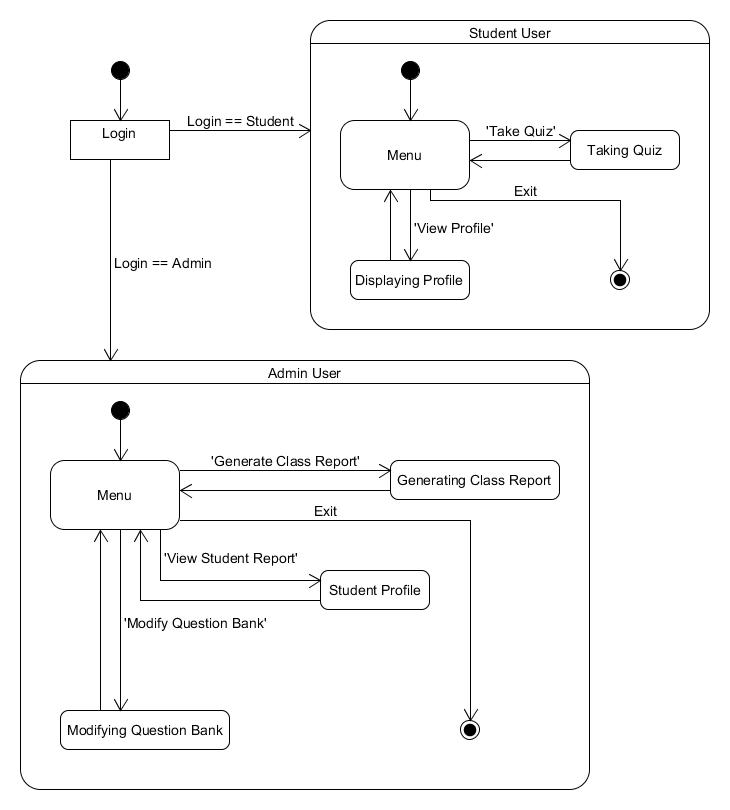 Student User
Login
Login == Student
Menu
'Take Quiz'
Taking Quiz
Exit
'View Profile'
Displaying Profile
Login == Admin
Admin User
Menu
'Generate Class Report'
Generating Class Report
Exit
'View Student Report'
Student Profile
'Modify Question Bank'
Modifying Question Bank